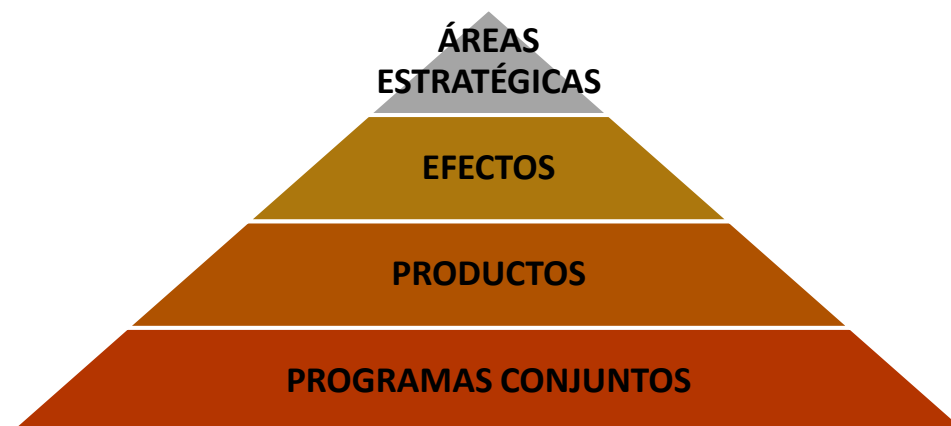 ÁREAS
ESTRATÉGICAS
EFECTOS
PRODUCTOS
PROGRAMAS CONJUNTOS